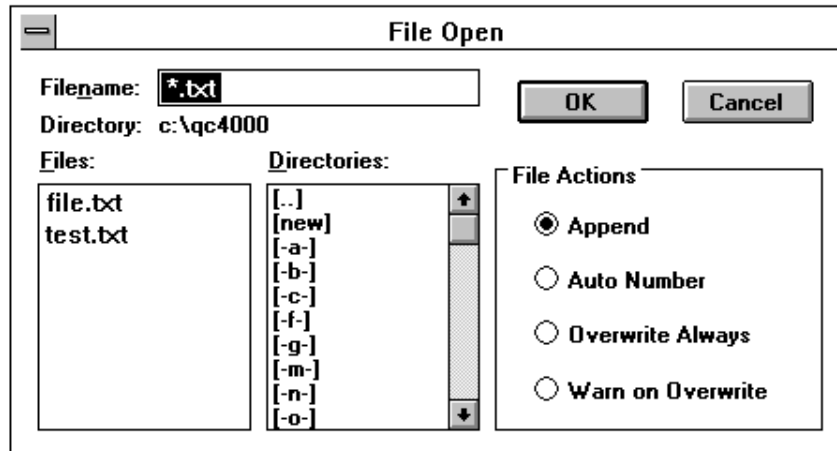 File Open
Filename: *.txt
OK
Cancel
Directory: c:\qc4000
Files:
file.txt
test.txt
Directories:
[..]
[new]
[-a-]
[-b-]
[-c-]
[-f-]
[-g-]
[-m-]
[-n-]
[-o-]
File Actions
Append
Auto Number
Overwrite Always
Warn on Overwrite